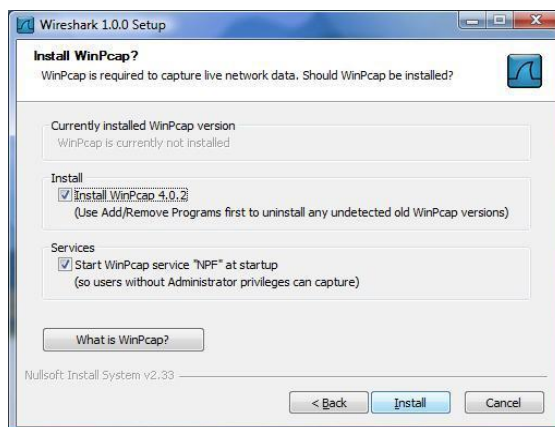 Wireshark 1.0.0 Setup
Install WinPcap?
WinPcap is required to capture live network data. Should WinPcap be installed?
Currently installed WinPcap version
WinPcap is currently not installed
Install
Install WinPcap 4.0.2
(Use Add/Remove Programs first to uninstall any undetected old WinPcap versions)
Services
Start WinPcap service "NPF" at startup
(so users without Administrator privileges can capture)
What is WinPcap?
Nullsoft Install System v2.33
< Back
Install
Cancel